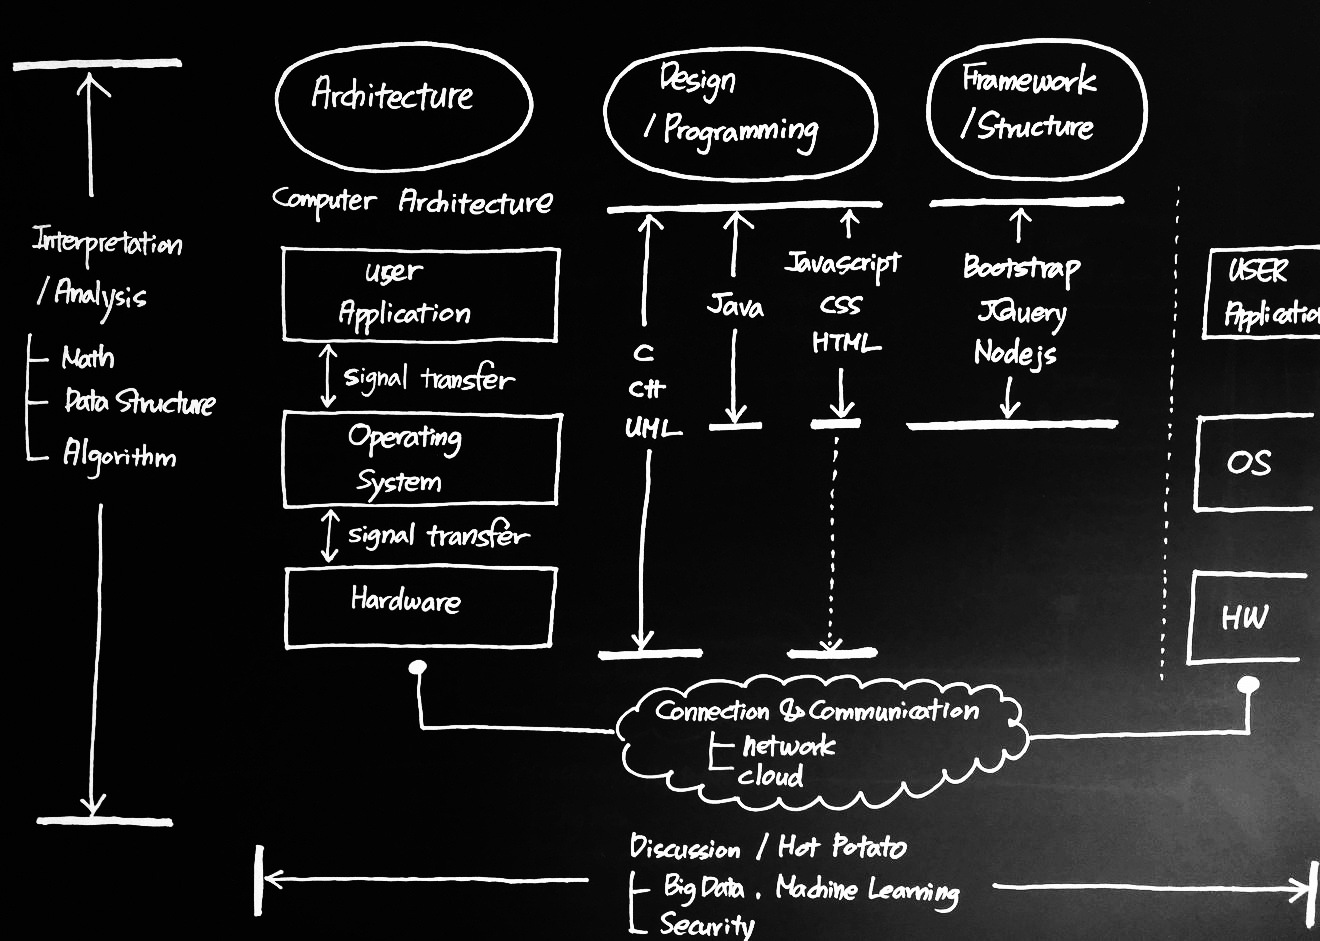 Architecture
Design
/ Programming
Framework
/ Structure
Computer Architecture
Interpretation
/ Analysis
Math
Data Structure
Algorithm
user
Application
signal transfer
Operating
System
signal transfer
Hardware
C
C++
UML
Java
Javascript
CSS
HTML
Bootstrap
JQuery
Nodejs
USER
Applicatio
OS
HW
Connection & Communication
network
cloud
Discussion / Hot Potato
Big Data, Machine Learning
Security